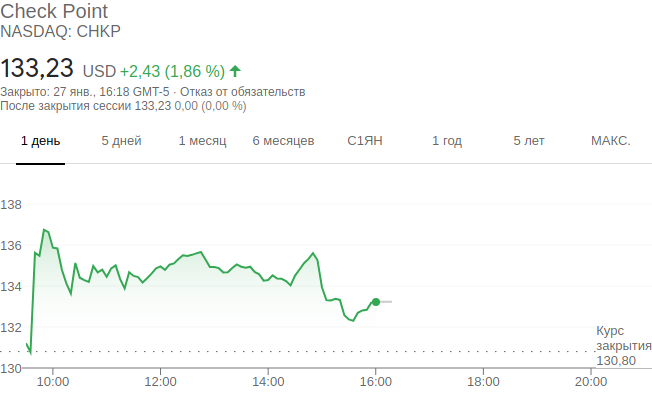 Check Point
NASDAQ: CHKP
133,23 USD +2,43 (1,86 %)
Закрыто: 27 янв., 16:18 GMT-5 · Отказ от обязательств
После закрытия сессии 133,23 0,00 (0,00 %)
1 день 5 дней 1 месяц 6 месяцев С1ЯН 1 год 5 лет МАКС.
138
136
134
132
Курс
закрытия
130,80
130
10:00 12:00 14:00 16:00 18:00 20:00